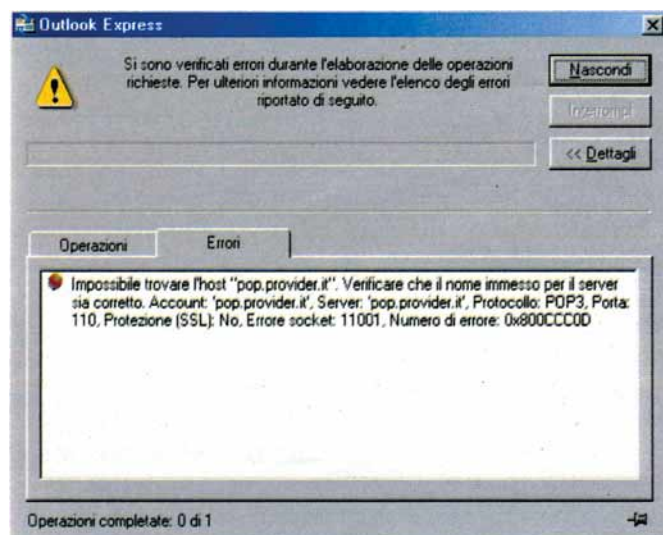 Outlook Express
Si sono verificati errori durante l'elaborazione delle operazioni
richieste. Per ulteriori informazioni vedere l'elenco degli errori
riportato di seguito.
Nascondi
Interrompi
<< Dettagli
Operazioni
Errori
Impossibile trovare l'host "pop.provider.it". Verificare che il nome immesso per il server
sia corretto. Account: 'pop.provider.it', Server: 'pop.provider.it', Protocollo: POP3, Porta:
110, Protezione (SSL): No, Errore socket: 11001, Numero di errore: 0x800CCC0D
Operazioni completate: 0 di 1